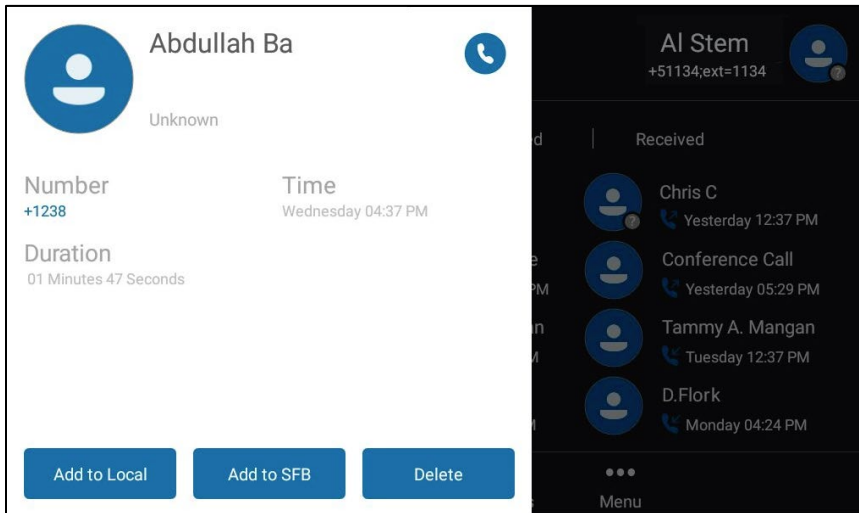 Abdullah Ba
Unknown
Number
+1238
Time
Wednesday 04:37 PM
Duration
01 Minutes 47 Seconds
Add to Local
Add to SFB
Delete
Al Stem
+51134;ext=1134
?
Received
Chris C
?
Yesterday 12:37 PM
Conference Call
Yesterday 05:29 PM
PM
Tammy A. Mangan
Tuesday 12:37 PM
D.Flork
Monday 04:24 PM
Menu